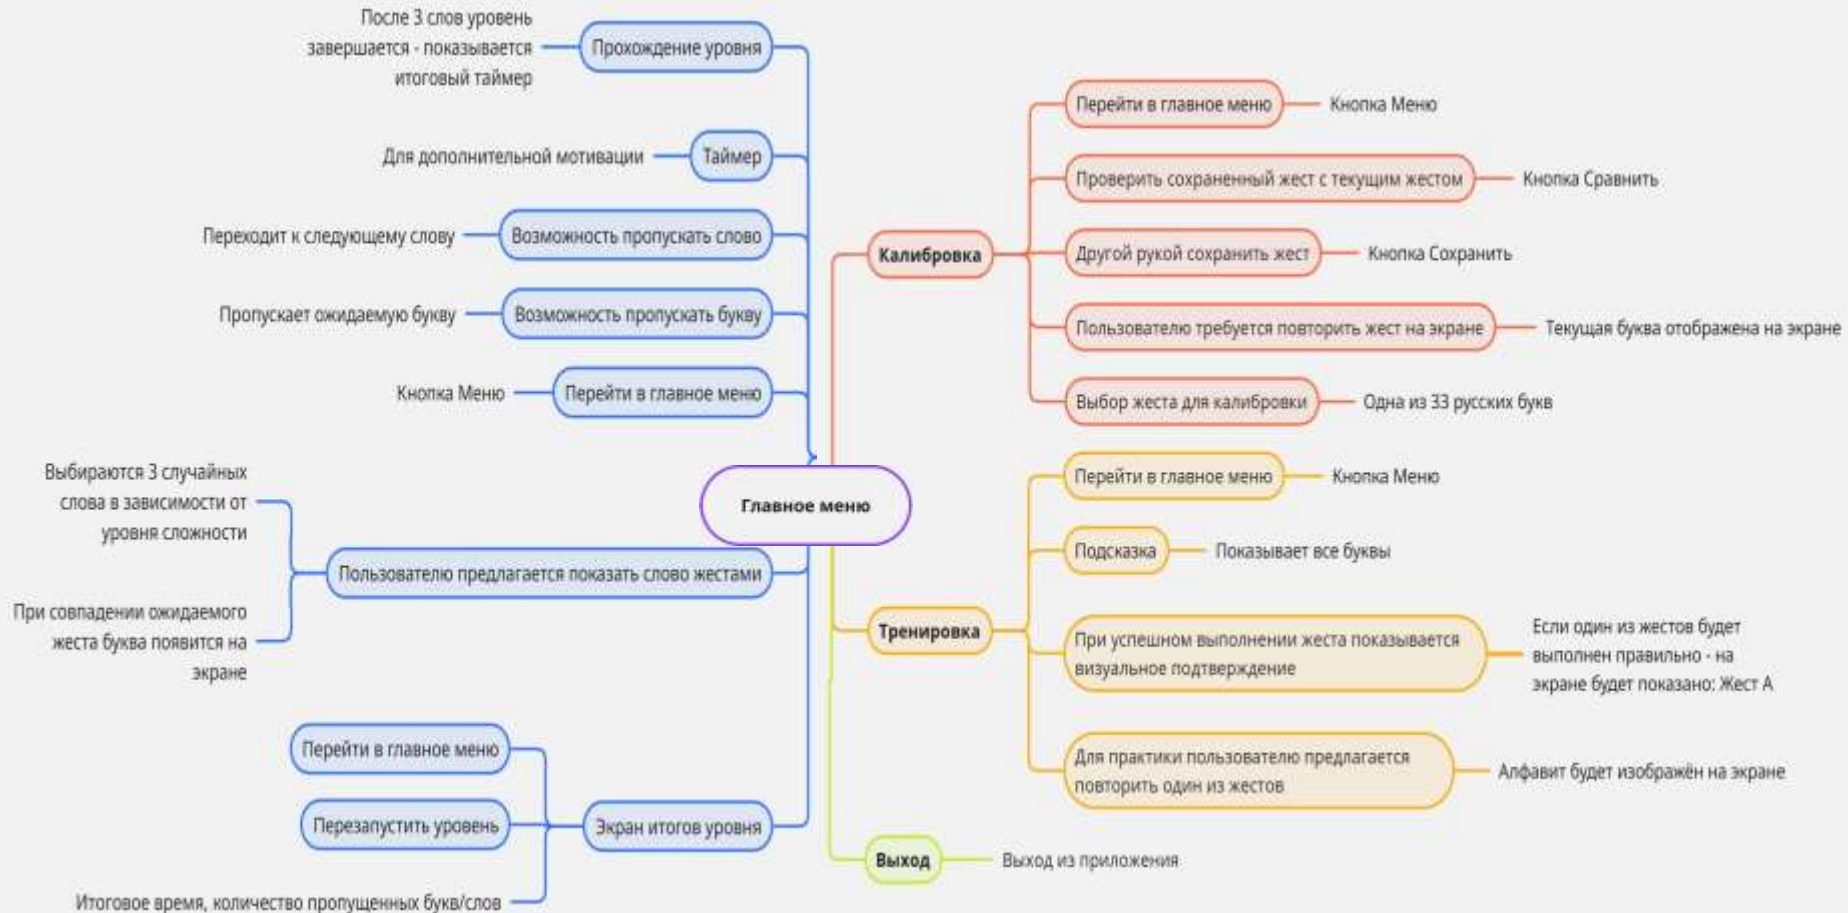 После 3 слов уровень
завершается - показывается
итоговый таймер
Прохождение уровня
Для дополнительной мотивации
Таймер
Переходит к следующему слову
Возможность пропускать слово
Пропускает ожидаемую букву
Возможность пропускать букву
Кнопка Меню
Перейти в главное меню
Выбираются 3 случайных
слова в зависимости от
уровня сложности
Пользователю предлагается показать слово жестами
При совпадении ожидаемого
жеста буква появится на
экране
Перейти в главное меню
Перезапустить уровень
Экран итогов уровня
Итоговое время, количество пропущенных букв/слов
Главное меню
Калибровка
Перейти в главное меню
Кнопка Меню
Проверить сохраненный жест с текущим жестом
Кнопка Сравнить
Другой рукой сохранить жест
Кнопка Сохранить
Пользователю требуется повторить жест на экране
Текущая буква отображена на экране
Выбор жеста для калибровки
Одна из 33 русских букв
Тренировка
Перейти в главное меню
Кнопка Меню
Подсказка
Показывает все буквы
При успешном выполнении жеста показывается
визуальное подтверждение
Если один из жестов будет
выполнен правильно - на
экране будет показано: Жест А
Для практики пользователю предлагается
повторить один из жестов
Алфавит будет изображён на экране
Выход
Выход из приложения